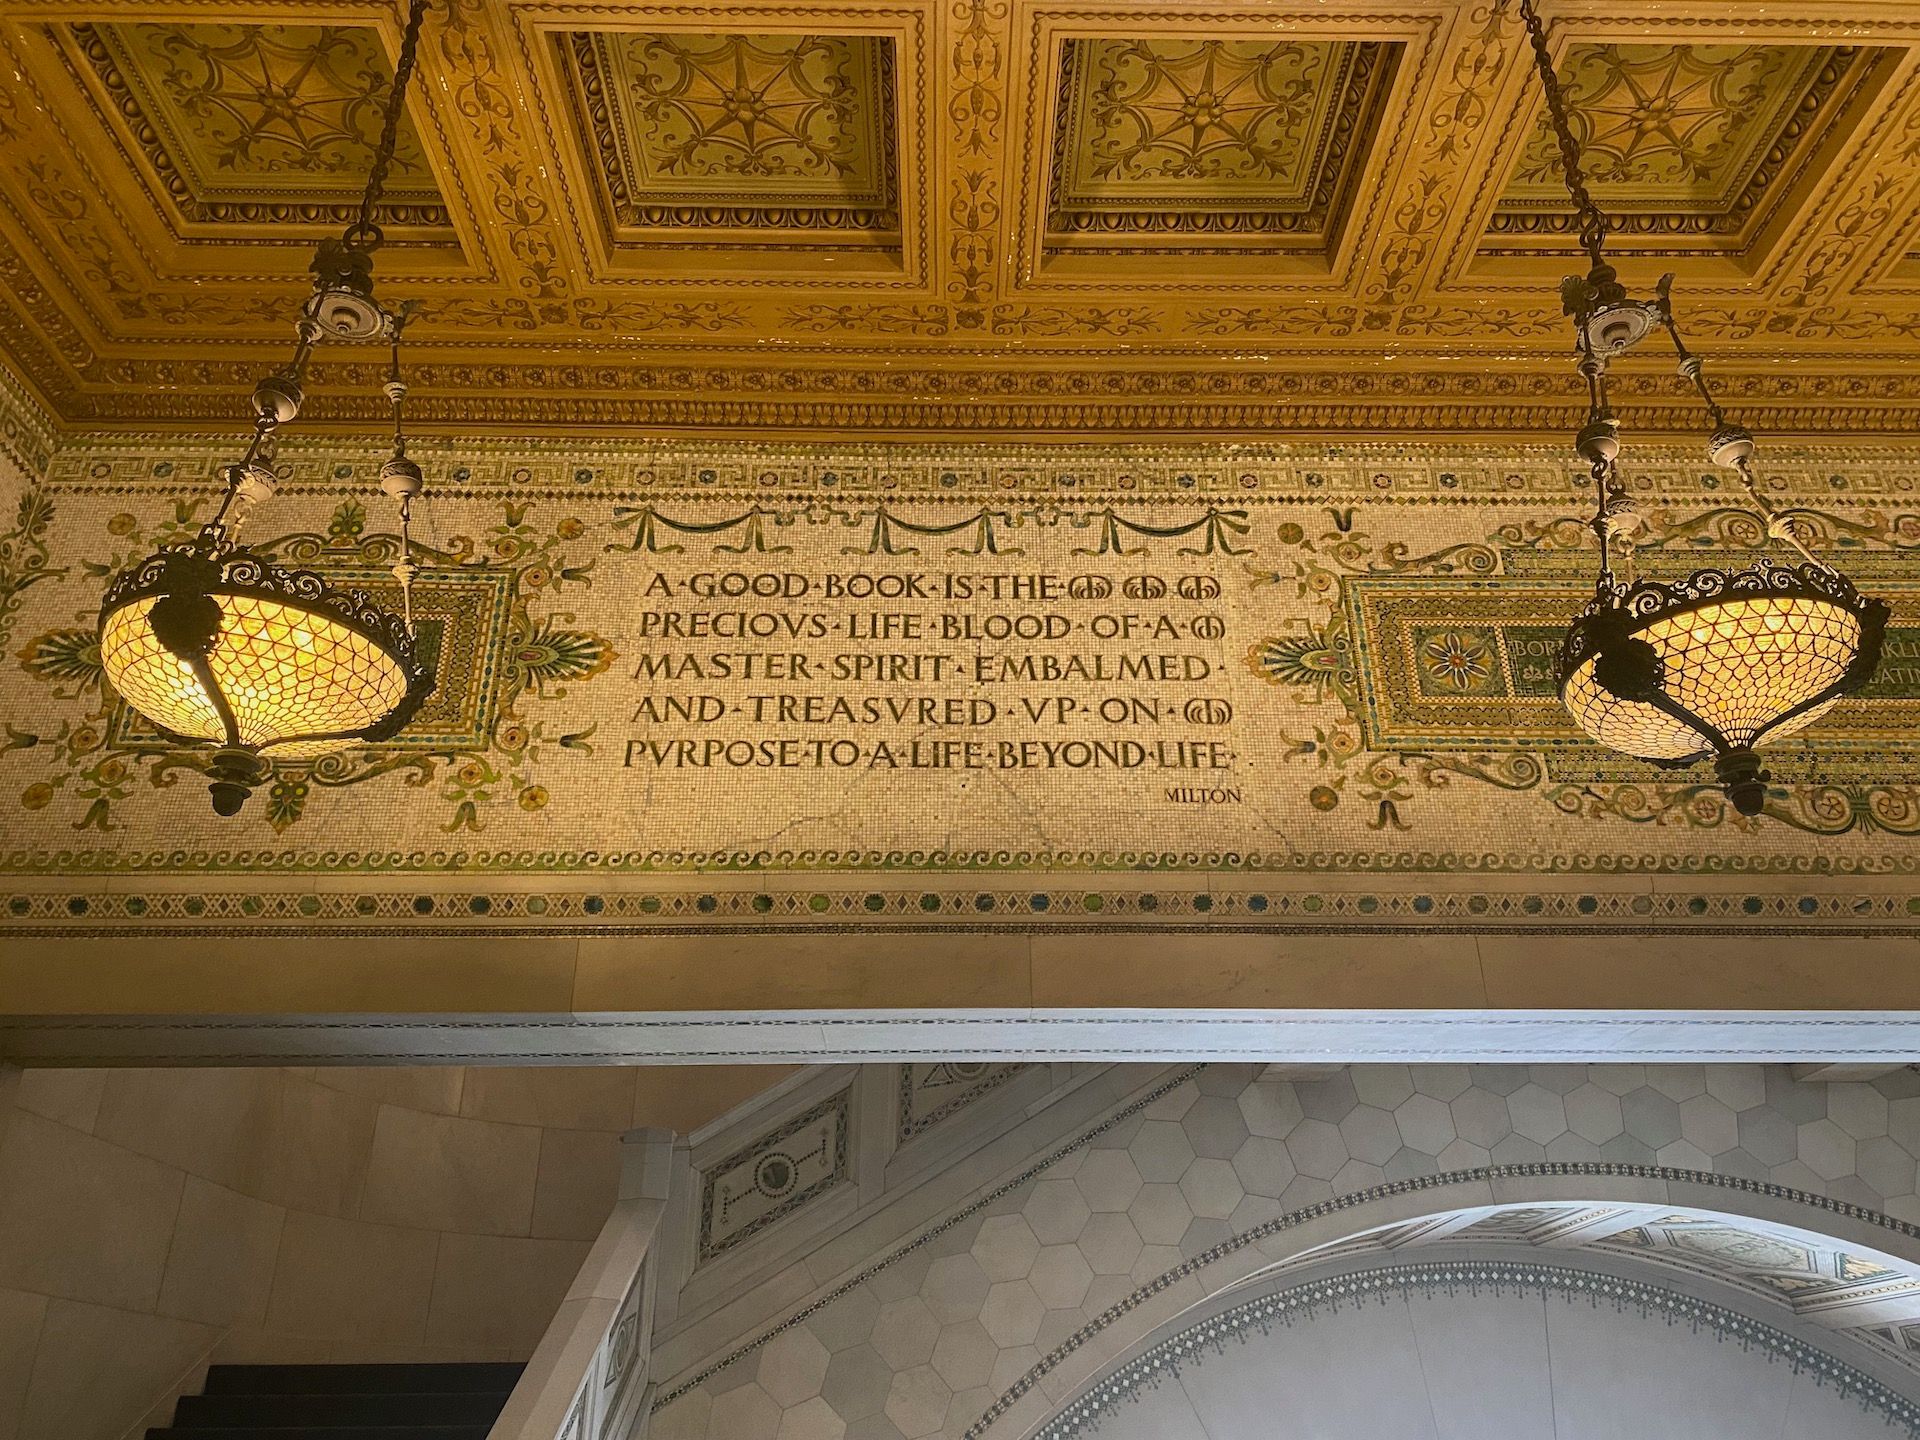 A·GOOD·BOOK·IS·THE·
PRECIOVS·LIFE·BLOOD·OF·A·
MASTER·SPIRIT·EMBALMED·
AND·TREASVRED·VP·ON·
PVRPOSE·TO·A·LIFE·BEYOND·LIFE·
MILTON